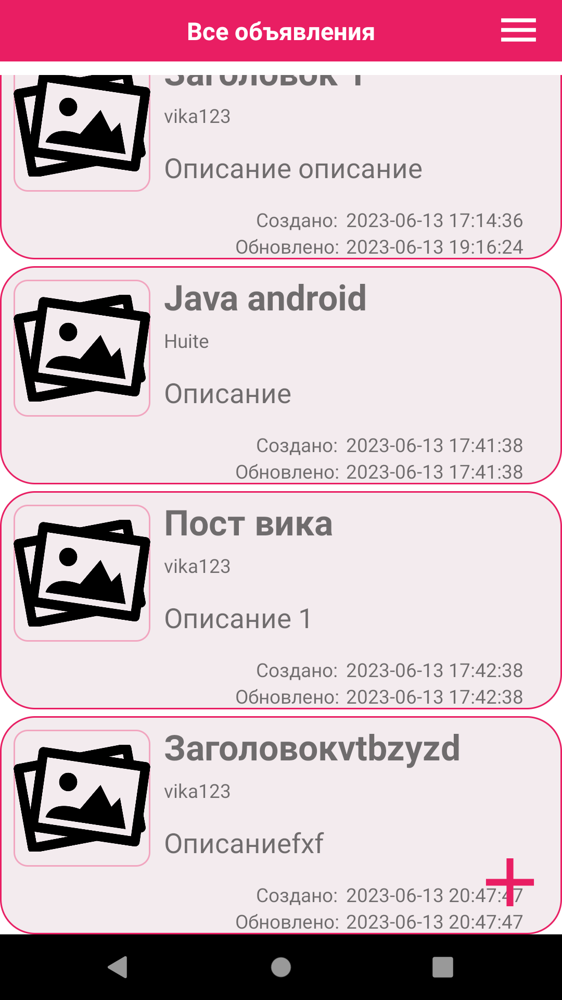 Все объявления
Заголовок 1
vika123
Описание описание
Создано: 2023-06-13 17:14:36
Обновлено: 2023-06-13 19:16:24
Java android
Huite
Описание
Создано: 2023-06-13 17:41:38
Обновлено: 2023-06-13 17:41:38
Пост вика
vika123
Описание 1
Создано: 2023-06-13 17:42:38
Обновлено: 2023-06-13 17:42:38
Заголовокvtbzyzd
vika123
Описаниеfxf
Создано: 2023-06-13 20:47:47
Обновлено: 2023-06-13 20:47:47